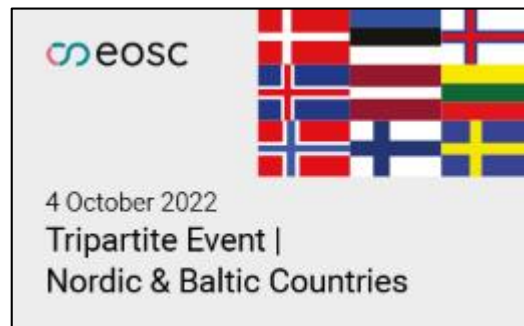 eosc
4 October 2022
Tripartite Event |
Nordic & Baltic Countries